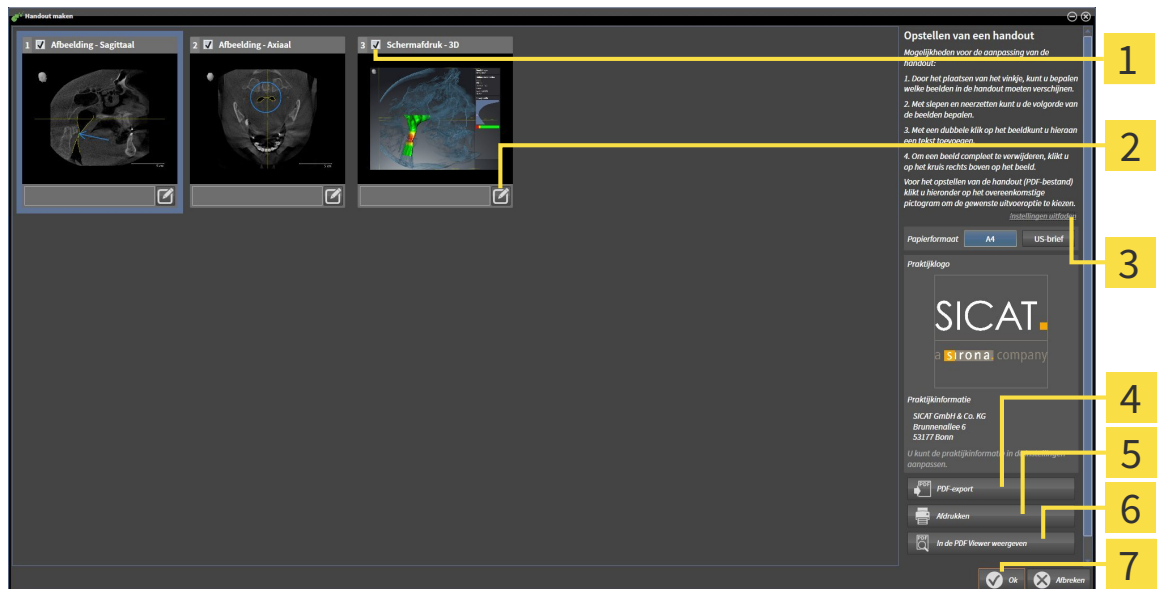 Handout maken
1 Afbeelding - Sagittaal
2 Afbeelding - Axiaal
3 Schermafdruk - 3D
Opstellen van een handout
Mogelijkheden voor de aanpassing van de
handout:
1. Door het plaatsen van het vinkje, kunt u bepalen
welke beelden in de handout moeten verschijnen.
2. Met slepen en neerzetten kunt u de volgorde van
de beelden bepalen.
3. Met een dubbele klik op het beeldkunt u hieraan
een tekst toevoegen.
4. Om een beeld compleet te verwijderen, klikt u
op het kruis rechts boven op het beeld.
Voor het opstellen van de handout (PDF-bestand)
klikt u hieronder op het overeenkomstige
pictogram om de gewenste uitvoeroptie te kiezen.
Instellingen uitfaden
Papierformaat A4 US-brief
Praktijklogo
SICAT.
a sirona. company
Praktijkinformatie
SICAT GmbH & Co. KG
Brunnenallee 6
53177 Bonn
U kunt de praktijkinformatie in de instellingen
aanpassen.
PDF PDF-export
Afdrukken
PDF In de PDF Viewer weergeven
Ok Afbreken
1
2
3
4
5
6
7